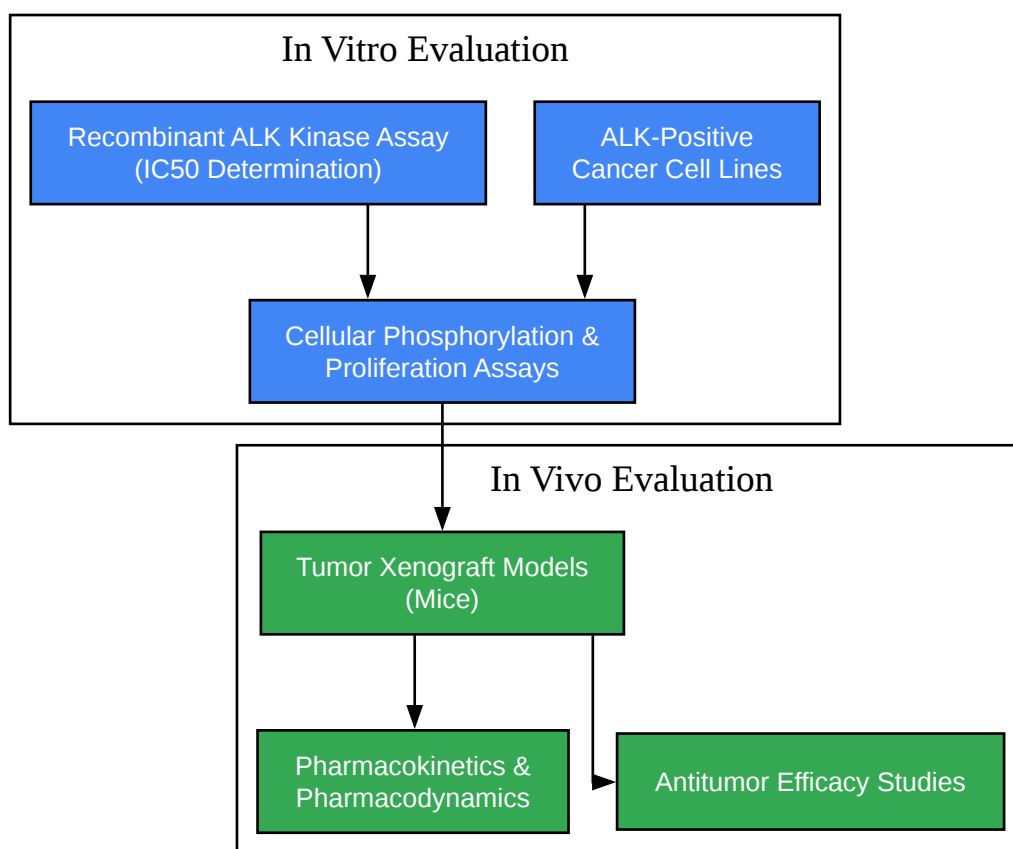 In Vitro Evaluation
Recombinant ALK Kinase Assay
(IC50 Determination)
ALK-Positive
Cancer Cell Lines
Cellular Phosphorylation &
Proliferation Assays
In Vivo Evaluation
Tumor Xenograft Models
(Mice)
Pharmacokinetics &
Pharmacodynamics
Antitumor Efficacy Studies